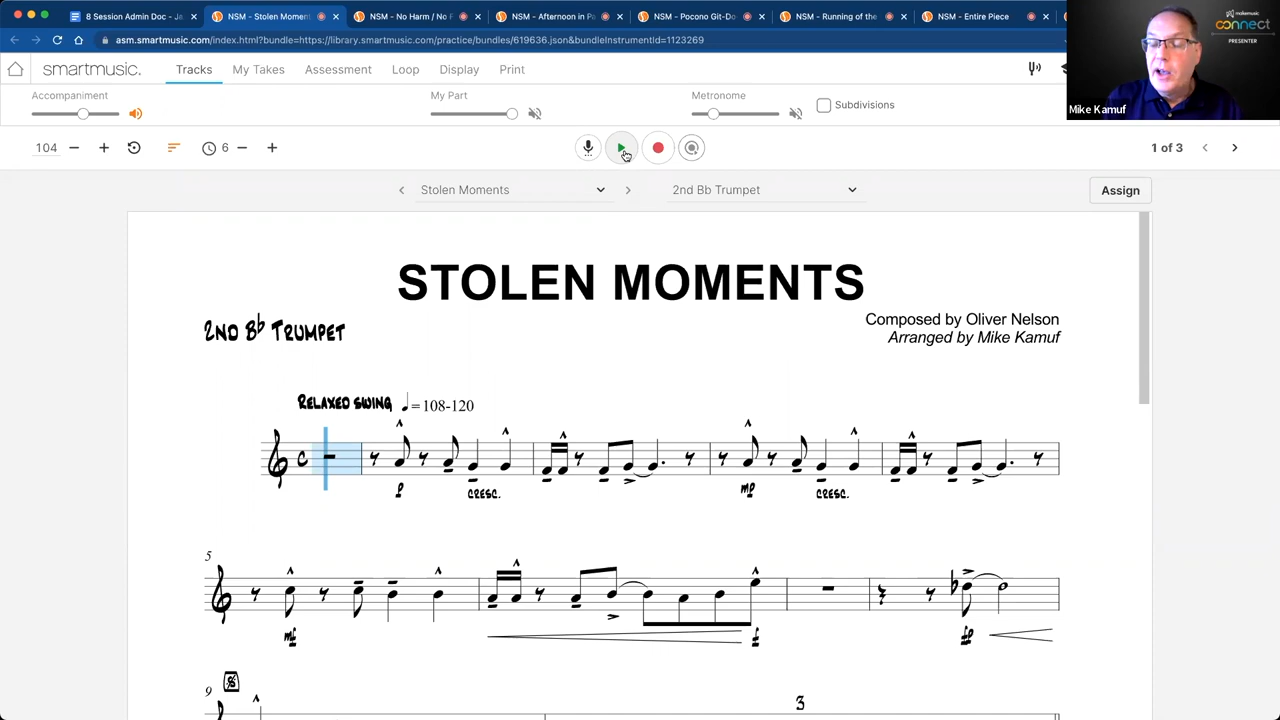 8 Session Admin Doc - Ja
NSM - Stolen Moment
NSM - No Harm / No F
NSM - Afternoon in Pa
NSM - Pocono Git-Do
NSM - Running of the
NSM - Entire Piece
asm.smartmusic.com/index.html?bundle=https://library.smartmusic.com/practice/bundles/619636.json&bundleInstrumentId=1123269
makemusic
connect
PRESENTER
Mike Kamuf
smartmusic.
Tracks
My Takes
Assessment
Loop
Display
Print
Accompaniment
My Part
Metronome
Subdivisions
104
6
1 of 3
Stolen Moments
2nd Bb Trumpet
Assign
STOLEN MOMENTS
2ND B♭ TRUMPET
Composed by Oliver Nelson
Arranged by Mike Kamuf
RELAXED SWING ♩=108-120
p
CRESC.
mp
CRESC.
5
mf
f
fp
9
3